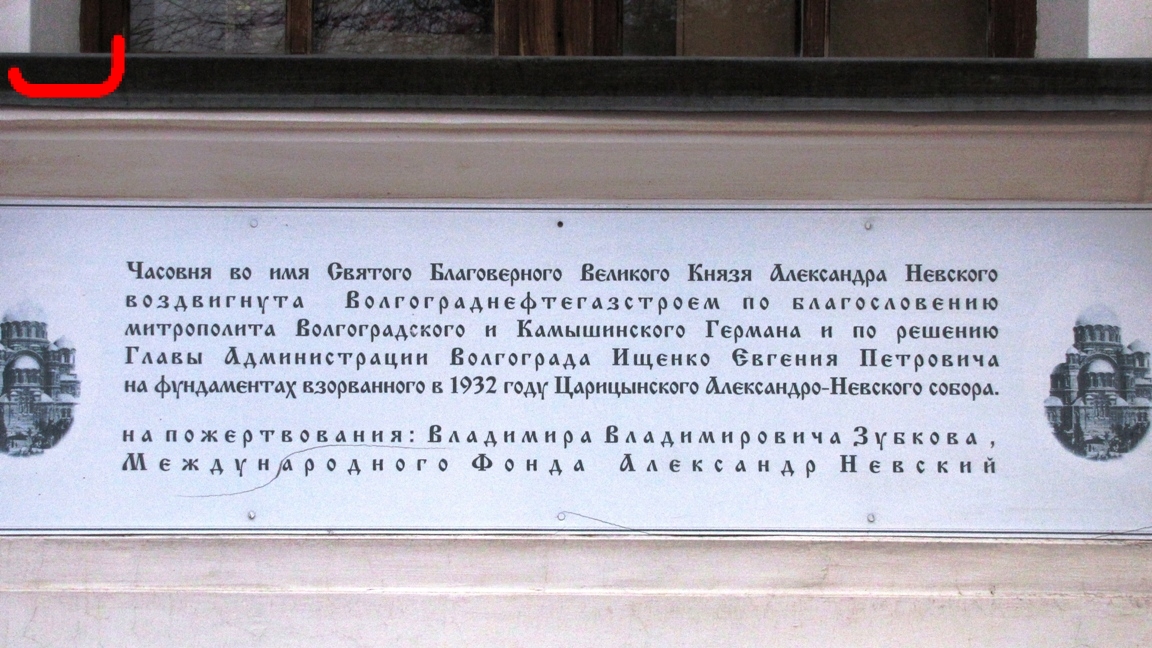 Часовня во имя Святого Благоверного Великого Князя Александра Невского
воздвигнута Волгограднефтегазстроем по благословению
митрополита Волгоградского и Камышинского Германа и по решению
Главы Администрации Волгограда Ищенко Евгения Петровича
на фундаментах взорванного в 1932 году Царицынского Александро-Невского собора.
на пожертвования: Владимира Владимировича Зубкова,
Международного Фонда Александр Невский